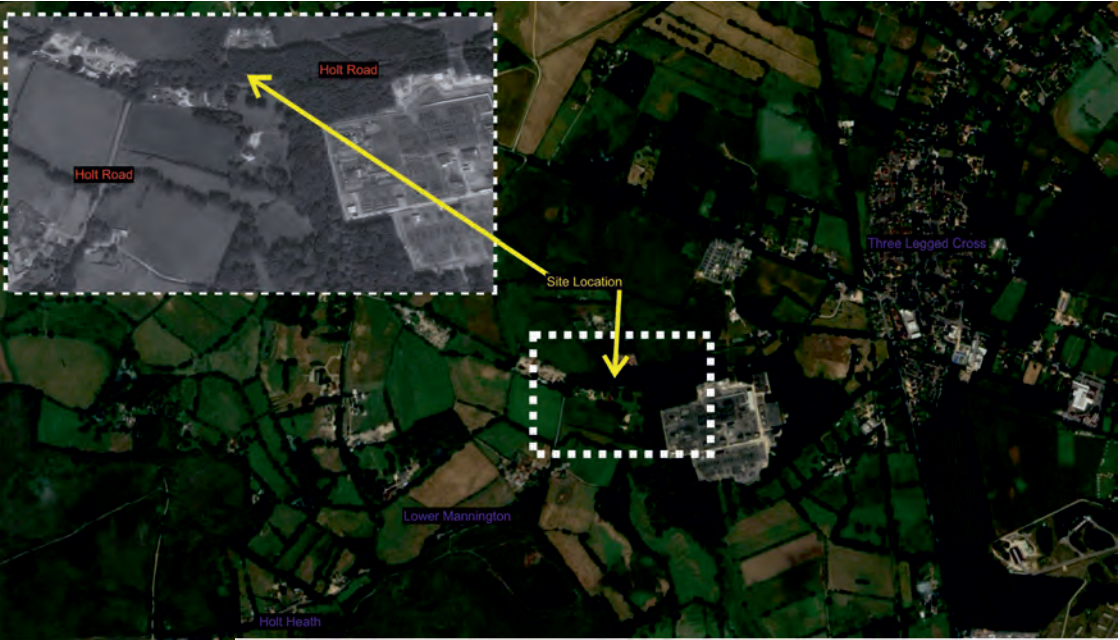 Holt Road
Holt Road
Three Legged Cross
Site Location
Lower Mannington
Holt Heath